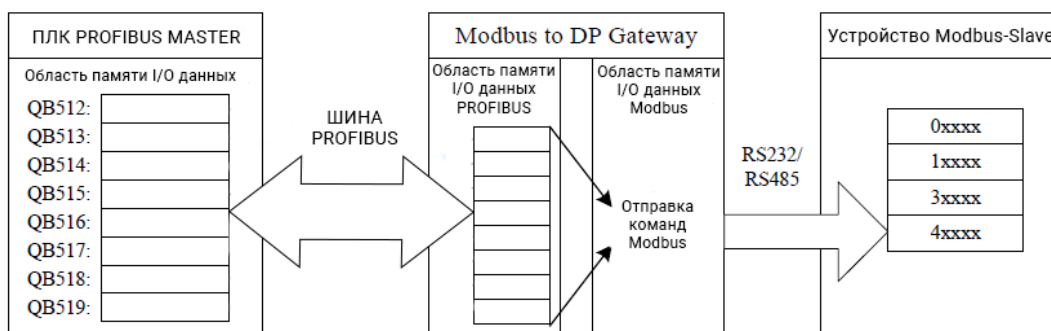 ПЛК PROFIBUS MASTER
Область памяти I/O данных
QB512:
QB513:
QB514:
QB515:
QB516:
QB517:
QB518:
QB519:
ШИНА
PROFIBUS
Modbus to DP Gateway
Область памяти
I/O данных
PROFIBUS
Область памяти
I/O данных
Modbus
Отправка
команд
Modbus
RS232/
RS485
Устройство Modbus-Slave
0xxxx
1xxxx
3xxxx
4xxxx